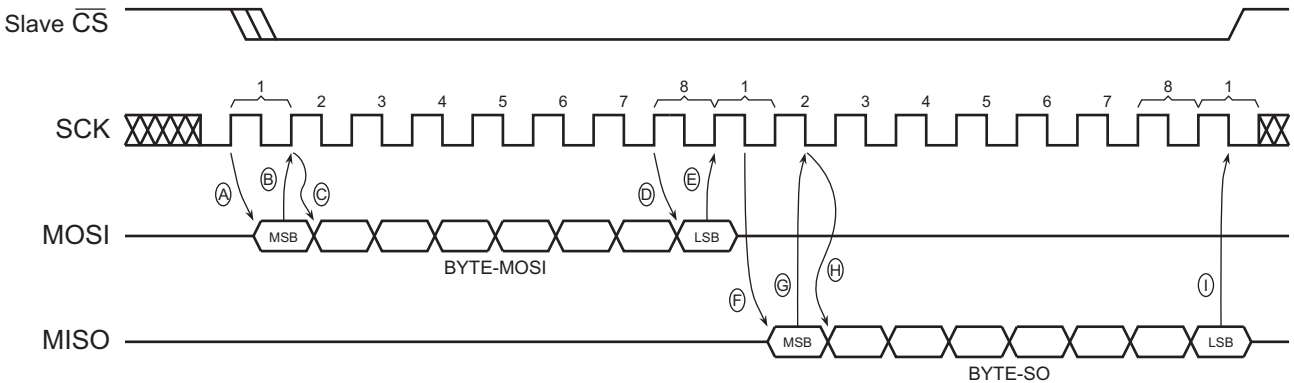 Slave CS
1 2 3 4 5 6 7 8 1 2 3 4 5 6 7 8 1
SCK
A B C D E
MOSI MSB LSB
BYTE-MOSI
F G H I
MISO MSB LSB
BYTE-SO